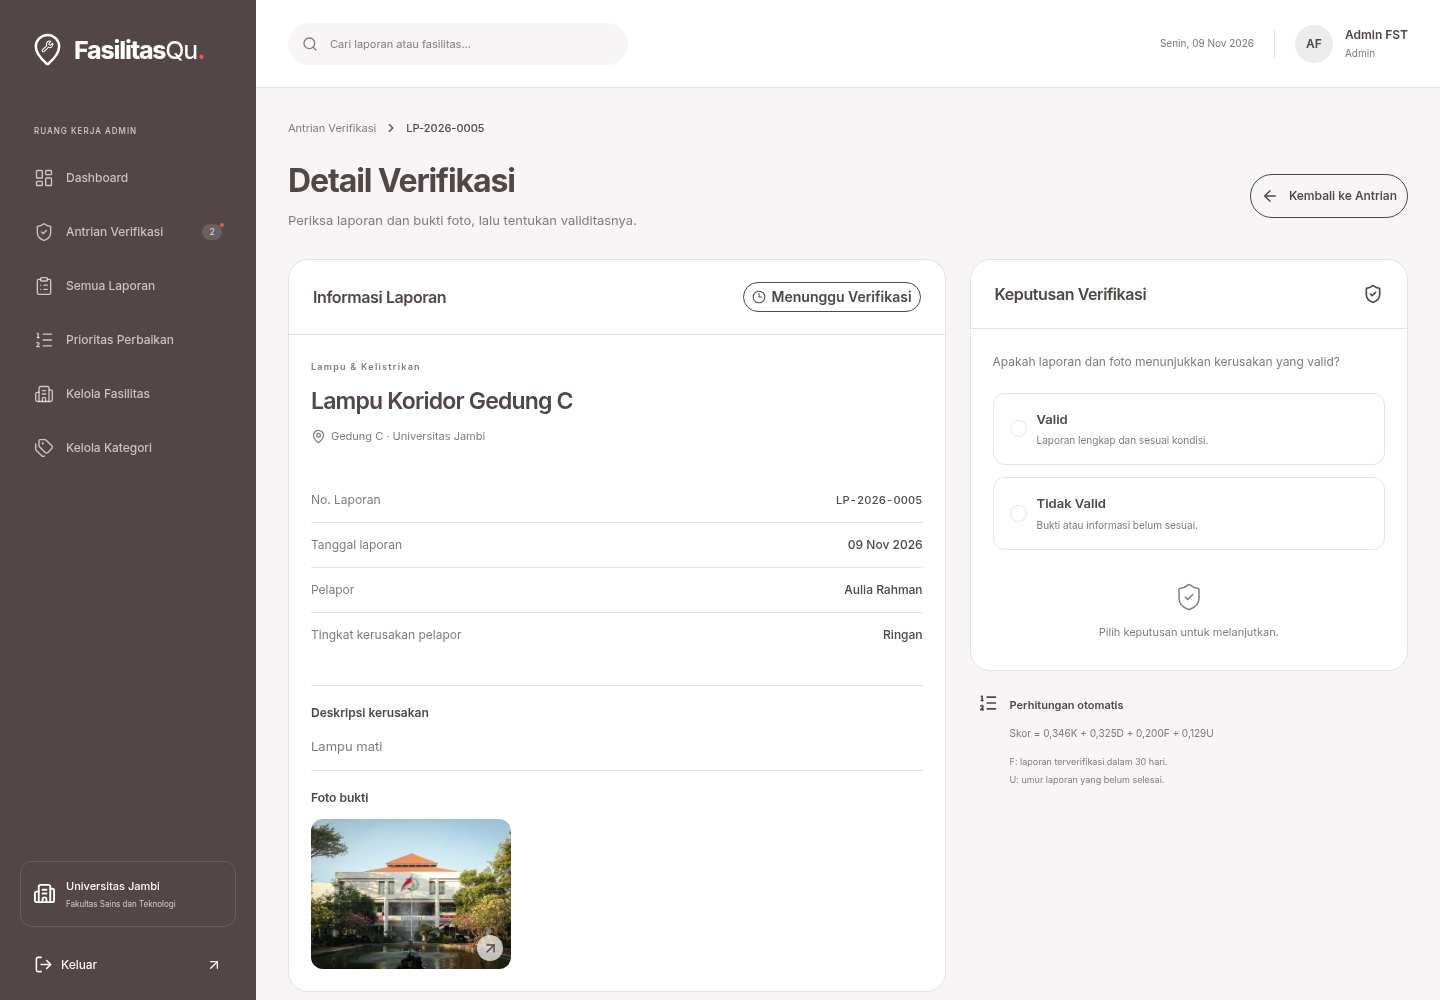 FasilitasQu.
Cari laporan atau fasilitas...
Senin, 09 Nov 2026
AF
Admin FST
Admin
RUANG KERJA ADMIN
Dashboard
Antrian Verifikasi
2
Semua Laporan
Prioritas Perbaikan
Kelola Fasilitas
Kelola Kategori
Universitas Jambi
Fakultas Sains dan Teknologi
Keluar
Antrian Verifikasi
LP-2026-0005
Detail Verifikasi
Periksa laporan dan bukti foto, lalu tentukan validitasnya.
Kembali ke Antrian
Informasi Laporan
Menunggu Verifikasi
Lampu & Kelistrikan
Lampu Koridor Gedung C
Gedung C · Universitas Jambi
No. Laporan
LP-2026-0005
Tanggal laporan
09 Nov 2026
Pelapor
Aulia Rahman
Tingkat kerusakan pelapor
Ringan
Deskripsi kerusakan
Lampu mati
Foto bukti
Keputusan Verifikasi
Apakah laporan dan foto menunjukkan kerusakan yang valid?
Valid
Laporan lengkap dan sesuai kondisi.
Tidak Valid
Bukti atau informasi belum sesuai.
Pilih keputusan untuk melanjutkan.
Perhitungan otomatis
Skor = 0,346K + 0,325D + 0,200F + 0,129U
F: laporan terverifikasi dalam 30 hari.
U: umur laporan yang belum selesai.